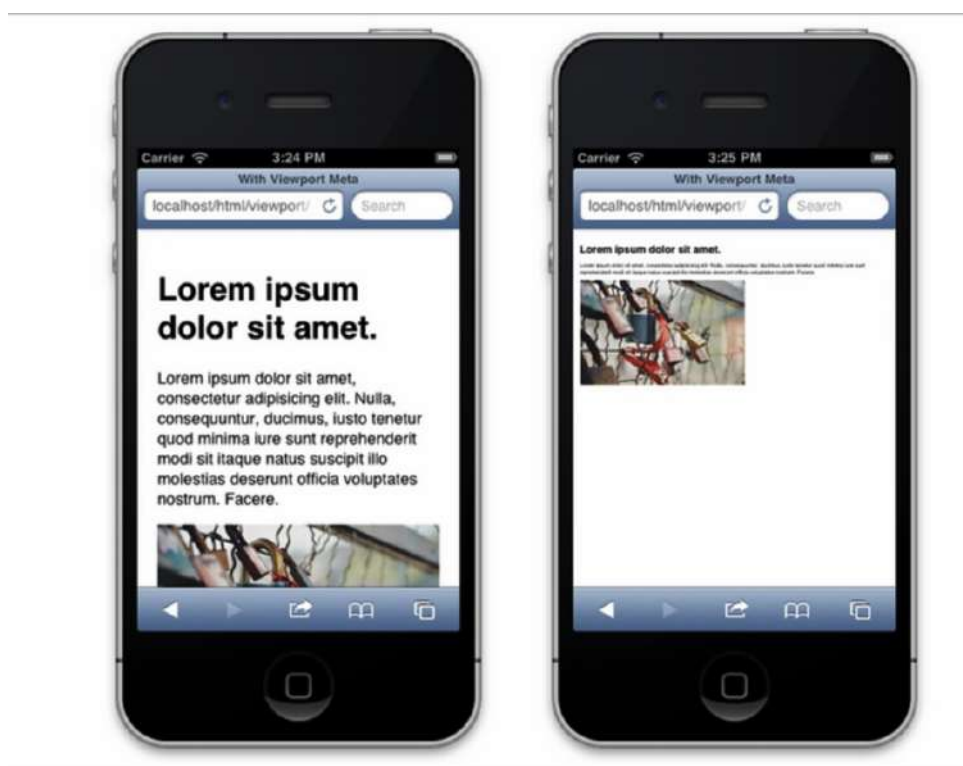 Carrier 3:24 PM
With Viewport Meta
localhost/html/viewport/ Search
Lorem ipsum
dolor sit amet.
Lorem ipsum dolor sit amet,
consectetur adipisicing elit. Nulla,
consequuntur, ducimus, iusto tenetur
quod minima iure sunt reprehenderit
modi sit itaque natus suscipit illo
molestias deserunt officia voluptates
nostrum. Facere.
Carrier 3:25 PM
With Viewport Meta
localhost/html/viewport/ Search
Lorem ipsum dolor sit amet.